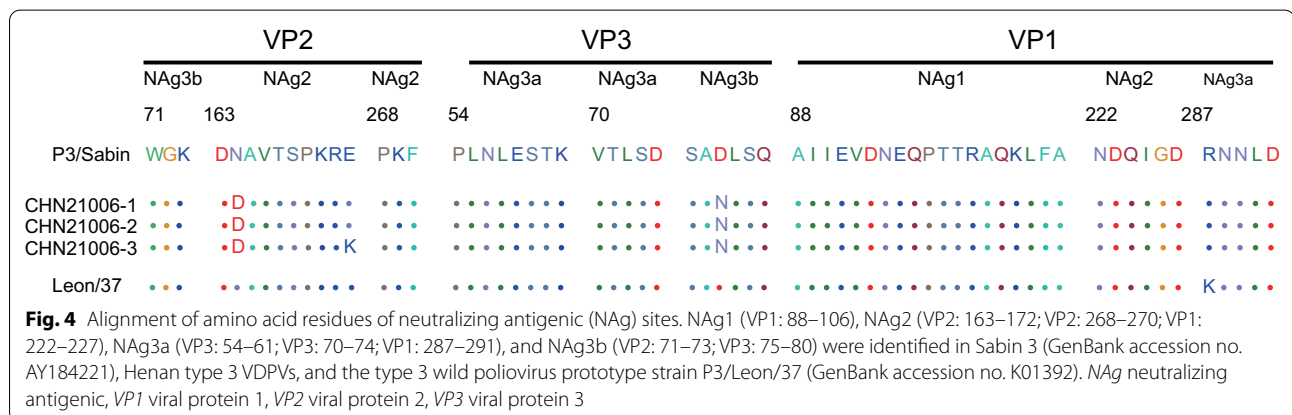 VP2 VP3 VP1
NAg3b NAg2 NAg2 NAg3a NAg3a NAg3b NAg1 NAg2 NAg3a
71 163 268 54 70 88 222 287
P3/Sabin WGK DNAVTSPKRE PKF PLNLESTK VTLSD SADLSQ AIIEVDNEQPTTRAQKLFA NDQIGD RNNLD
CHN21006-1 ••••D•••••••••••••••••••••••••N•••••••••••••••••••••••••••••••••
CHN21006-2 ••••D•••••••••••••••••••••••••N•••••••••••••••••••••••••••••••••
CHN21006-3 ••••D•••••••K•••••••••••••••••N•••••••••••••••••••••••••••••••••
Leon/37 ••••••••••••••••••••••••••••••••••••••••••••••••••••••••••••K••••
Fig. 4 Alignment of amino acid residues of neutralizing antigenic (NAg) sites. NAg1 (VP1: 88–106), NAg2 (VP2: 163–172; VP2: 268–270; VP1:
222–227), NAg3a (VP3: 54–61; VP3: 70–74; VP1: 287–291), and NAg3b (VP2: 71–73; VP3: 75–80) were identified in Sabin 3 (GenBank accession no.
AY184221), Henan type 3 VDPVs, and the type 3 wild poliovirus prototype strain P3/Leon/37 (GenBank accession no. K01392). NAg neutralizing
antigenic, VP1 viral protein 1, VP2 viral protein 2, VP3 viral protein 3